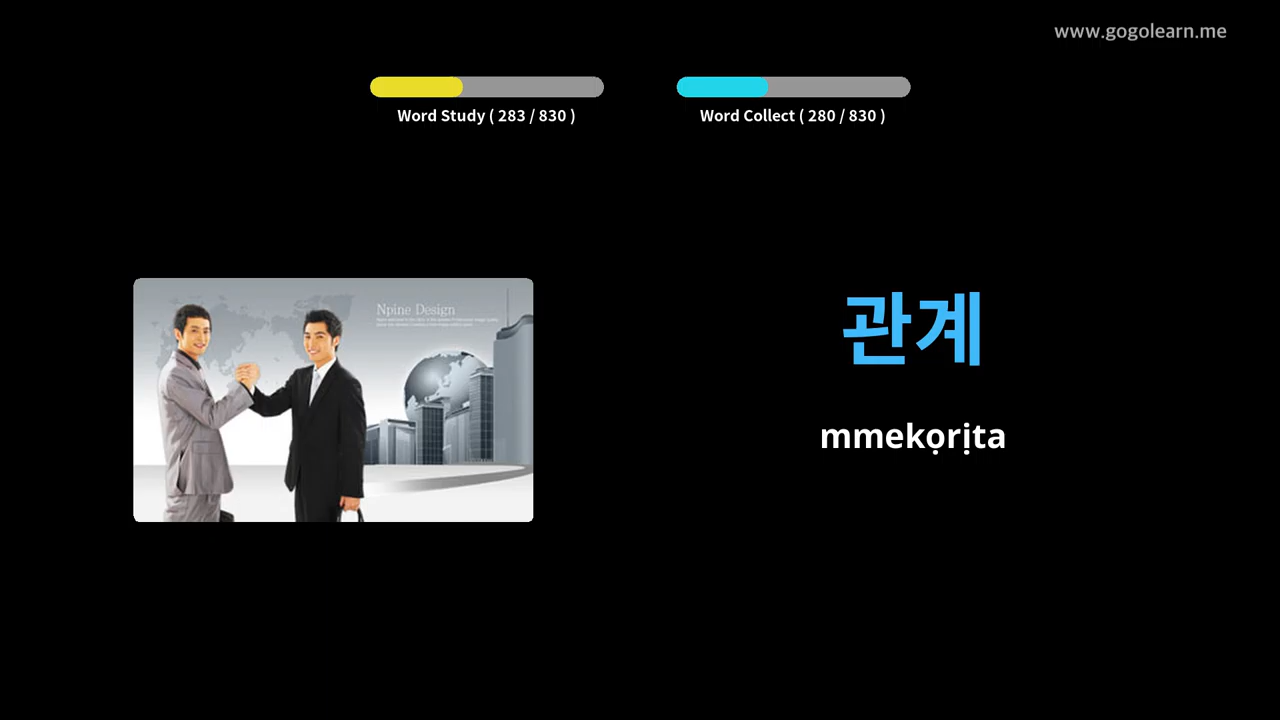 www.gogolearn.me
Word Study ( 283 / 830 )
Word Collect ( 280 / 830 )
Npine Design
관계
mmekọrịta